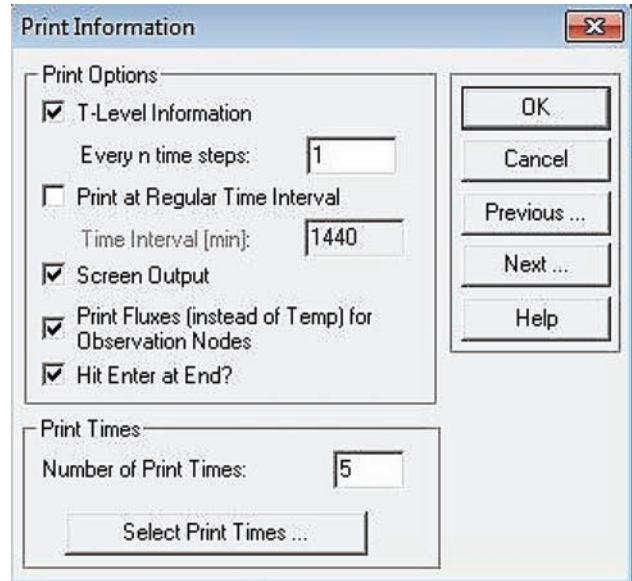 Print Information
Print Options
T-Level Information
Every n time steps: 1
Print at Regular Time Interval
Time Interval [min]: 1440
Screen Output
Print Fluxes (instead of Temp) for
Observation Nodes
Hit Enter at End?
Print Times
Number of Print Times: 5
Select Print Times ...
OK
Cancel
Previous ...
Next ...
Help